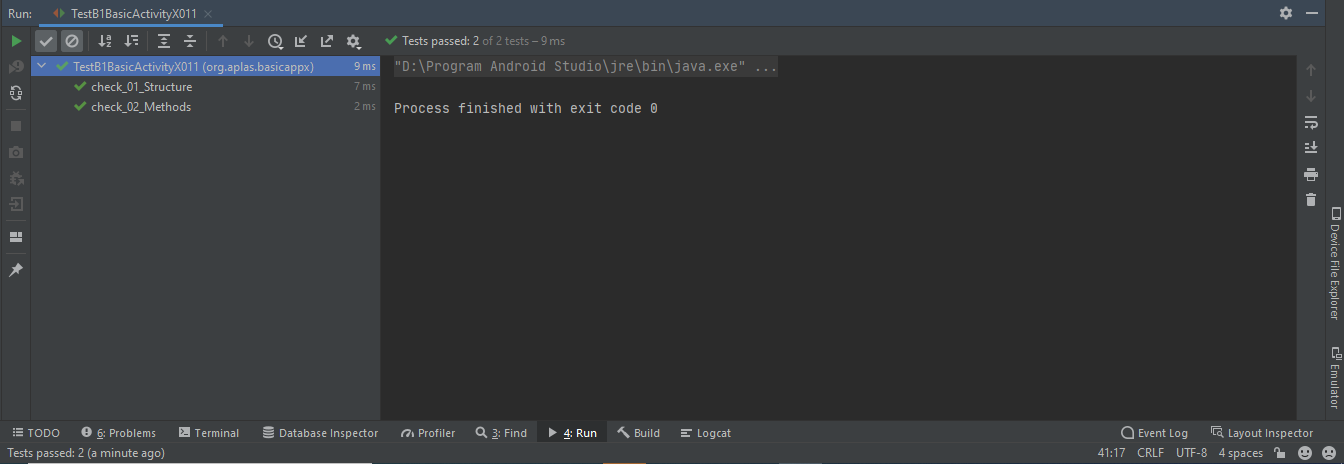 Run: TestB1BasicActivityX011
Tests passed: 2 of 2 tests – 9 ms
TestB1BasicActivityX011 (org.aplas.basicappx) 9 ms
check_01_Structure 7 ms
check_02_Methods 2 ms
"D:\Program Android Studio\jre\bin\java.exe" ...
Process finished with exit code 0
Device File Explorer
Emulator
TODO 6: Problems Terminal Database Inspector Profiler 3: Find 4: Run Build Logcat Event Log Layout Inspector
Tests passed: 2 (a minute ago) 41:17 CRLF UTF-8 4 spaces